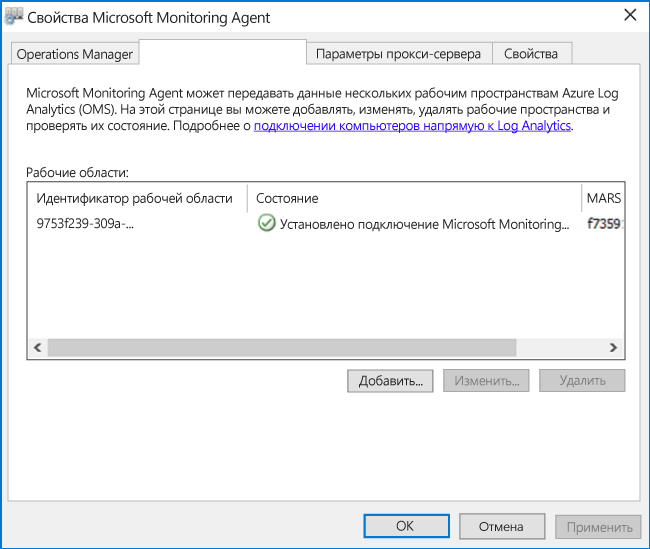 Свойства Microsoft Monitoring Agent
Operations Manager
Параметры прокси-сервера
Свойства
Microsoft Monitoring Agent может передавать данные нескольких рабочим пространствам Azure Log
Analytics (OMS). На этой странице вы можете добавлять, изменять, удалять рабочие пространства и
проверять их состояние. Подробнее о подключении компьютеров напрямую к Log Analytics.
Рабочие области:
Идентификатор рабочей области
Состояние
MARS
9753f239-309a-...
Установлено подключение Microsoft Monitoring...
f7359
Добавить...
Изменить...
Удалить
OK
Отмена
Применить